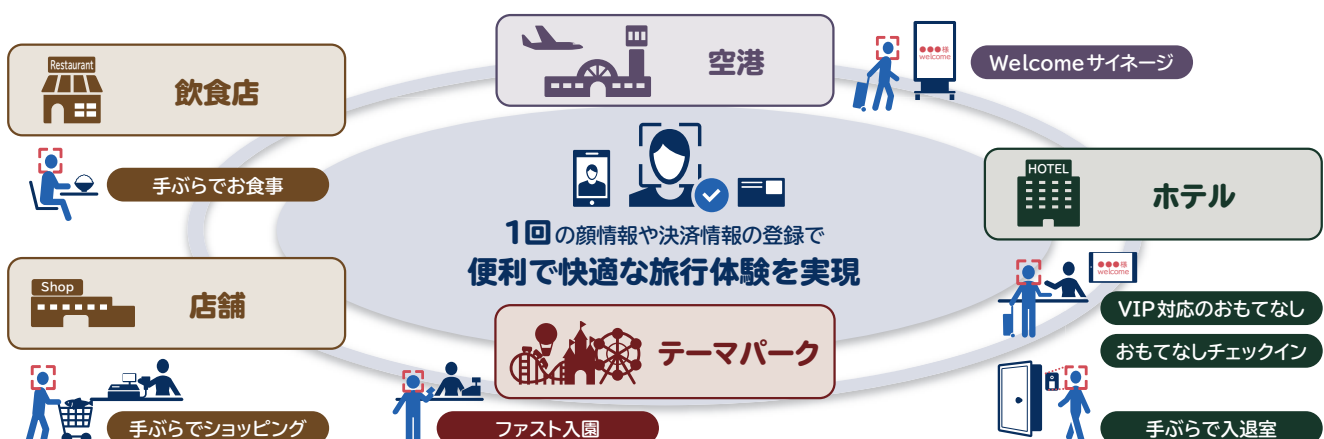 空港
●●●様
welcome
Welcomeサイネージ
Restaurant
飲食店
手ぶらでお食事
HOTEL
ホテル
●●●様
welcome
VIP対応のおもてなし
おもてなしチェックイン
手ぶらで入退室
1回の顔情報や決済情報の登録で
便利で快適な旅行体験を実現
Shop
店舗
手ぶらでショッピング
テーマパーク
ファスト入園